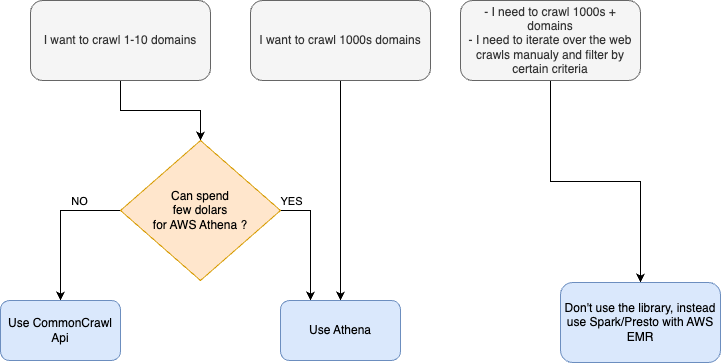 I want to crawl 1-10 domains
I want to crawl 1000s domains
- I need to crawl 1000s +
domains
- I need to iterate over the web
crawls manualy and filter by
certain criteria
Can spend
few dolars
for AWS Athena ?
NO
YES
Use CommonCrawl
Api
Use Athena
Don't use the library, instead
use Spark/Presto with AWS
EMR